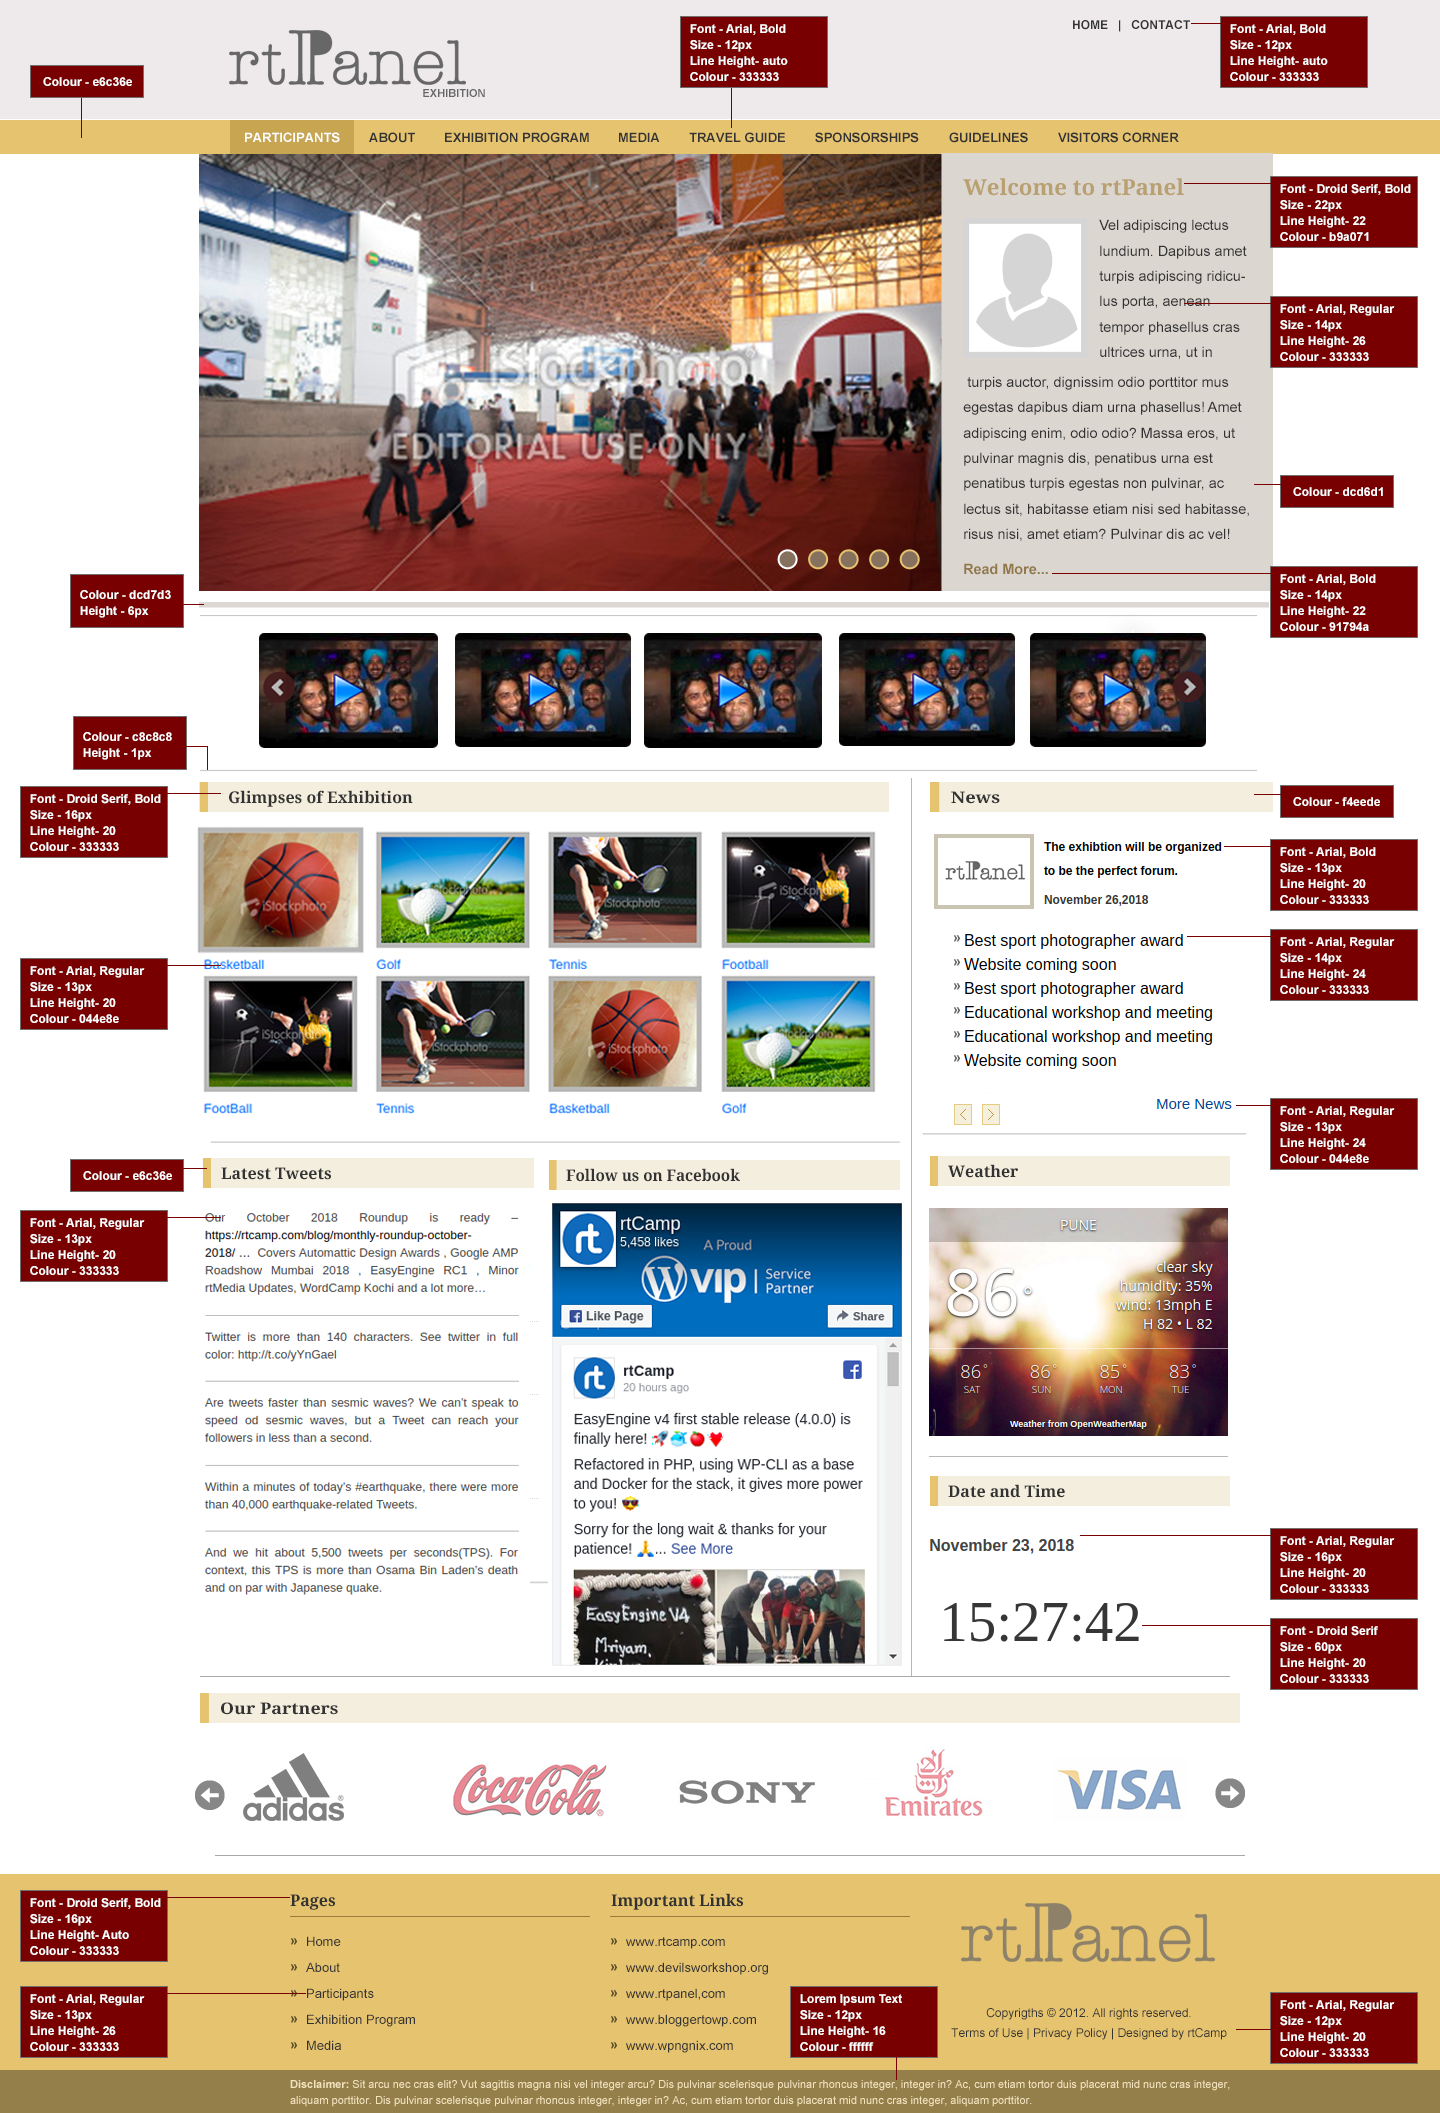 Font - Arial, Bold
Size - 12px
Line Height- auto
Colour - 333333
HOME | CONTACT
Font - Arial, Bold
Size - 12px
Line Height- auto
Colour - 333333
rtPanel
EXHIBITION
Colour - e6c36e
PARTICIPANTS ABOUT EXHIBITION PROGRAM MEDIA TRAVEL GUIDE SPONSORSHIPS GUIDELINES VISITORS CORNER
iStockphoto
EDITORIAL USE ONLY
Welcome to rtPanel
Vel adipiscing lectus
lundium. Dapibus amet
turpis adipiscing ridicu-
lus porta, aenean
tempor phasellus cras
ultrices urna, ut in
turpis auctor, dignissim odio porttitor mus
egestas dapibus diam urna phasellus! Amet
adipiscing enim, odio odio? Massa eros, ut
pulvinar magnis dis, penatibus urna est
penatibus turpis egestas non pulvinar, ac
lectus sit, habitasse etiam nisi sed habitasse,
risus nisi, amet etiam? Pulvinar dis ac vel!
Read More...
Font - Droid Serif, Bold
Size - 22px
Line Height- 22
Colour - b9a071
Font - Arial, Regular
Size - 14px
Line Height- 26
Colour - 333333
Colour - dcd6d1
Font - Arial, Bold
Size - 14px
Line Height- 22
Colour - 91794a
Colour - dcd7d3
Height - 6px
Colour - c8c8c8
Height - 1px
Font - Droid Serif, Bold
Size - 16px
Line Height- 20
Colour - 333333
Glimpses of Exhibition
iStockphoto
iStockphoto
iStockphoto
iStockphoto
Basketball Golf Tennis Football
Font - Arial, Regular
Size - 13px
Line Height- 20
Colour - 044e8e
iStockphoto
iStockphoto
iStockphoto
iStockphoto
FootBall Tennis Basketball Golf
News
Colour - f4eede
rtPanel
The exhibtion will be organized
to be the perfect forum.
November 26,2018
Font - Arial, Bold
Size - 13px
Line Height- 20
Colour - 333333
» Best sport photographer award
» Website coming soon
» Best sport photographer award
» Educational workshop and meeting
» Educational workshop and meeting
» Website coming soon
Font - Arial, Regular
Size - 14px
Line Height- 24
Colour - 333333
More News
Font - Arial, Regular
Size - 13px
Line Height- 24
Colour - 044e8e
Colour - e6c36e
Latest Tweets
Font - Arial, Regular
Size - 13px
Line Height- 20
Colour - 333333
Our October 2018 Roundup is ready –
https://rtcamp.com/blog/monthly-roundup-october-
2018/ … Covers Automattic Design Awards , Google AMP
Roadshow Mumbai 2018 , EasyEngine RC1 , Minor
rtMedia Updates, WordCamp Kochi and a lot more…
Twitter is more than 140 characters. See twitter in full
color: http://t.co/yYnGael
Are tweets faster than sesmic waves? We can't speak to
speed od sesmic waves, but a Tweet can reach your
followers in less than a second.
Within a minutes of today's #earthquake, there were more
than 40,000 earthquake-related Tweets.
And we hit about 5,500 tweets per seconds(TPS). For
context, this TPS is more than Osama Bin Laden's death
and on par with Japanese quake.
Follow us on Facebook
rt
rtCamp
5,458 likes
A Proud
vip | Service
Partner
Like Page
Share
rt
rtCamp
20 hours ago
EasyEngine v4 first stable release (4.0.0) is
finally here! 🚀🐳🍎♥
Refactored in PHP, using WP-CLI as a base
and Docker for the stack, it gives more power
to you! 😎
Sorry for the long wait & thanks for your
patience! 🙏... See More
EasyEngine V4
Mriyam,
Weather
PUNE
86°
clear sky
humidity: 35%
wind: 13mph E
H 82 • L 82
86° 86° 85° 83°
SAT SUN MON TUE
Weather from OpenWeatherMap
Date and Time
November 23, 2018
Font - Arial, Regular
Size - 16px
Line Height- 20
Colour - 333333
15:27:42
Font - Droid Serif
Size - 60px
Line Height- 20
Colour - 333333
Our Partners
adidas®
Coca-Cola®
SONY
Emirates
VISA
Font - Droid Serif, Bold
Size - 16px
Line Height- Auto
Colour - 333333
Pages
» Home
» About
» Participants
» Exhibition Program
» Media
Font - Arial, Regular
Size - 13px
Line Height- 26
Colour - 333333
Important Links
» www.rtcamp.com
» www.devilsworkshop.org
» www.rtpanel,com
» www.bloggertowp.com
» www.wpngnix.com
Lorem Ipsum Text
Size - 12px
Line Height- 16
Colour - ffffff
rtPanel
Copyrigths © 2012. All rights reserved.
Terms of Use | Privacy Policy | Designed by rtCamp
Font - Arial, Regular
Size - 12px
Line Height- 20
Colour - 333333
Disclaimer: Sit arcu nec cras elit? Vut sagittis magna nisi vel integer arcu? Dis pulvinar scelerisque pulvinar rhoncus integer, integer in? Ac, cum etiam tortor duis placerat mid nunc cras integer,
aliquam porttitor. Dis pulvinar scelerisque pulvinar rhoncus integer, integer in? Ac, cum etiam tortor duis placerat mid nunc cras integer, aliquam porttitor.